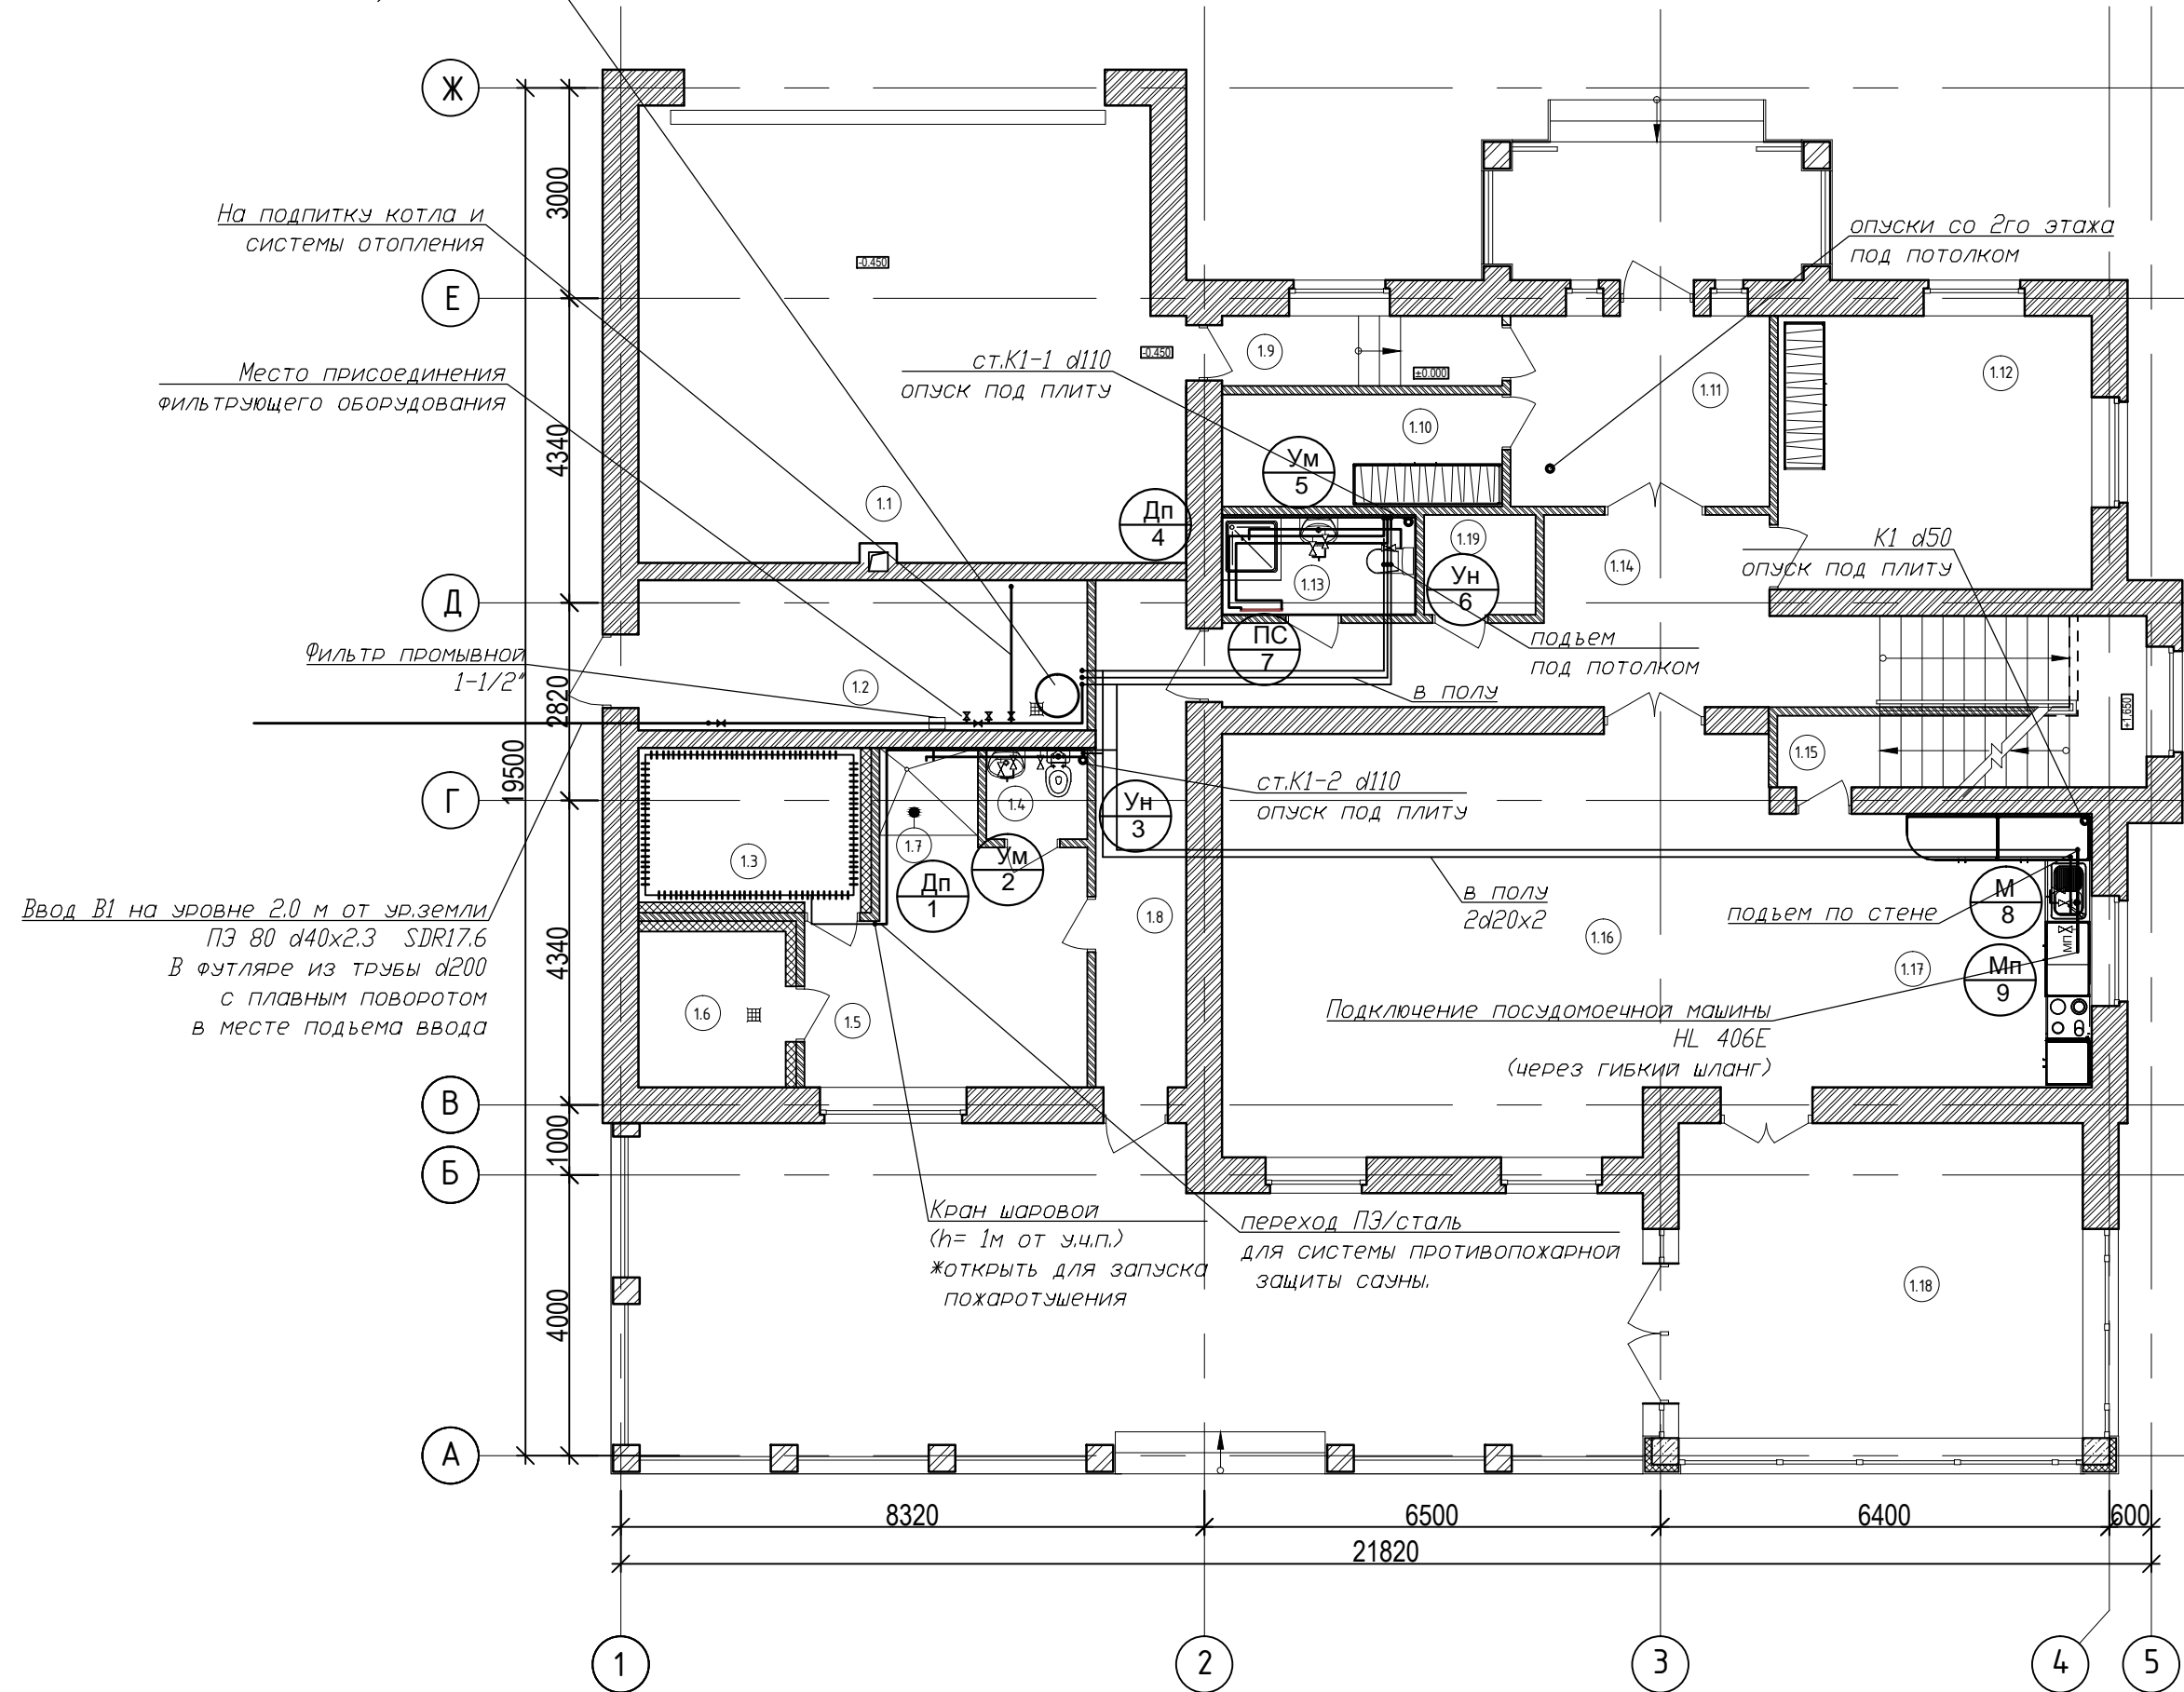 Ж
3000
На подпитку котла и
системы отопления
опуски со 2го этажа
под потолком
-0.450
Е
-0.450
1.9
ст.К1-1 d110
опуск под плиту
±0.000
1.11
1.12
Место присоединения
фильтрующего оборудования
4340
1.10
Ум
5
1.1
Дп
4
1.19
К1 d50
опуск под плиту
1.14
1.13
Ун
6
Д
ПС
7
подъем
под потолком
Фильтр промывной
1-1/2"
1.2
2820
в полу
+1.650
19500
1.15
ст.К1-2 d110
опуск под плиту
Г
1.4
Ун
3
1.7
1.3
Ум
2
Дп
1
в полу
2d20x2
М
8
подъем по стене
1.8
Ввод В1 на уровне 2.0 м от ур.земли
ПЭ 80 d40x2.3 SDR17.6
В футляре из трубы d200
с плавным поворотом
в месте подъема ввода
4340
1.16
МП
1.17
Мп
9
1.6
1.5
Подключение посудомоечной машины
HL 406E
(через гибкий шланг)
В
1000
Б
Кран шаровой
(h= 1м от у.ч.п.)
*открыть для запуска
пожаротушения
переход ПЭ/сталь
для системы противопожарной
защиты сауны.
1.18
4000
А
8320
6500
6400
600
21820
1
2
3
4
5